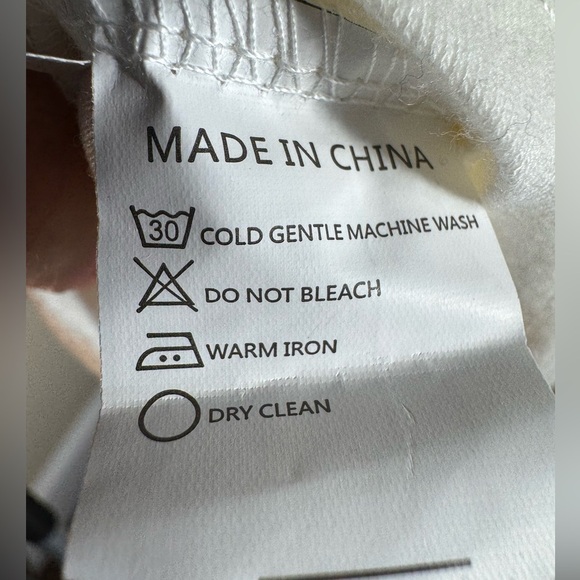 MADE IN CHINA
30 COLD GENTLE MACHINE WASH
DO NOT BLEACH
WARM IRON
DRY CLEAN